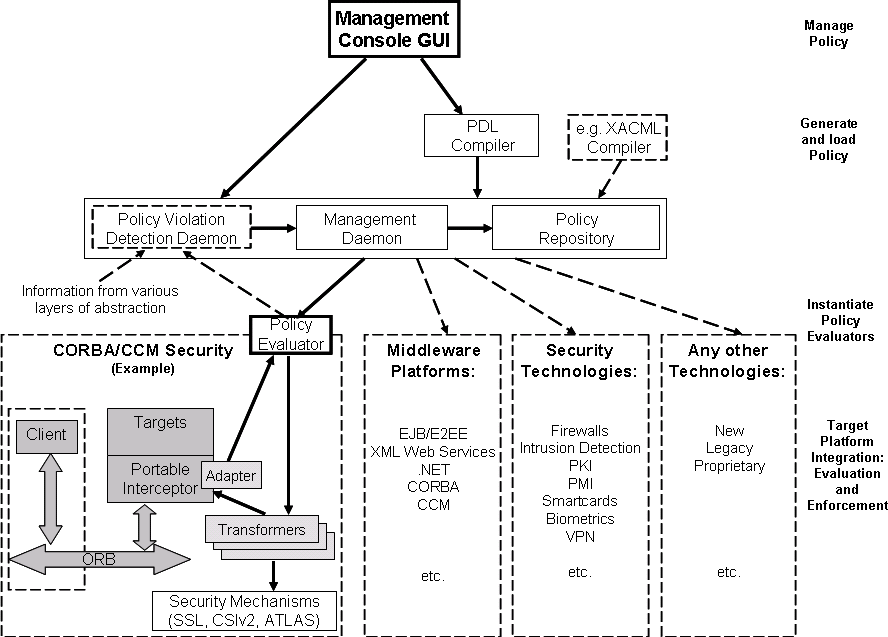 Management
Console GUI
Manage
Policy
PDL
Compiler
e.g. XACML
Compiler
Generate
and load
Policy
Policy Violation
Detection Daemon
Management
Daemon
Policy
Repository
Information from various
layers of abstraction
Instantiate
Policy
Evaluators
Policy
Evaluator
CORBA/CCM Security
(Example)
Middleware
Platforms:
Security
Technologies:
Any other
Technologies:
Client
Targets
Portable
Interceptor
Adapter
Transformers
ORB
Security Mechanisms
(SSL, CSIv2, ATLAS)
EJB/E2EE
XML Web Services
.NET
CORBA
CCM
etc.
Firewalls
Intrusion Detection
PKI
PMI
Smartcards
Biometrics
VPN
etc.
New
Legacy
Proprietary
etc.
Target
Platform
Integration:
Evaluation
and
Enforcement